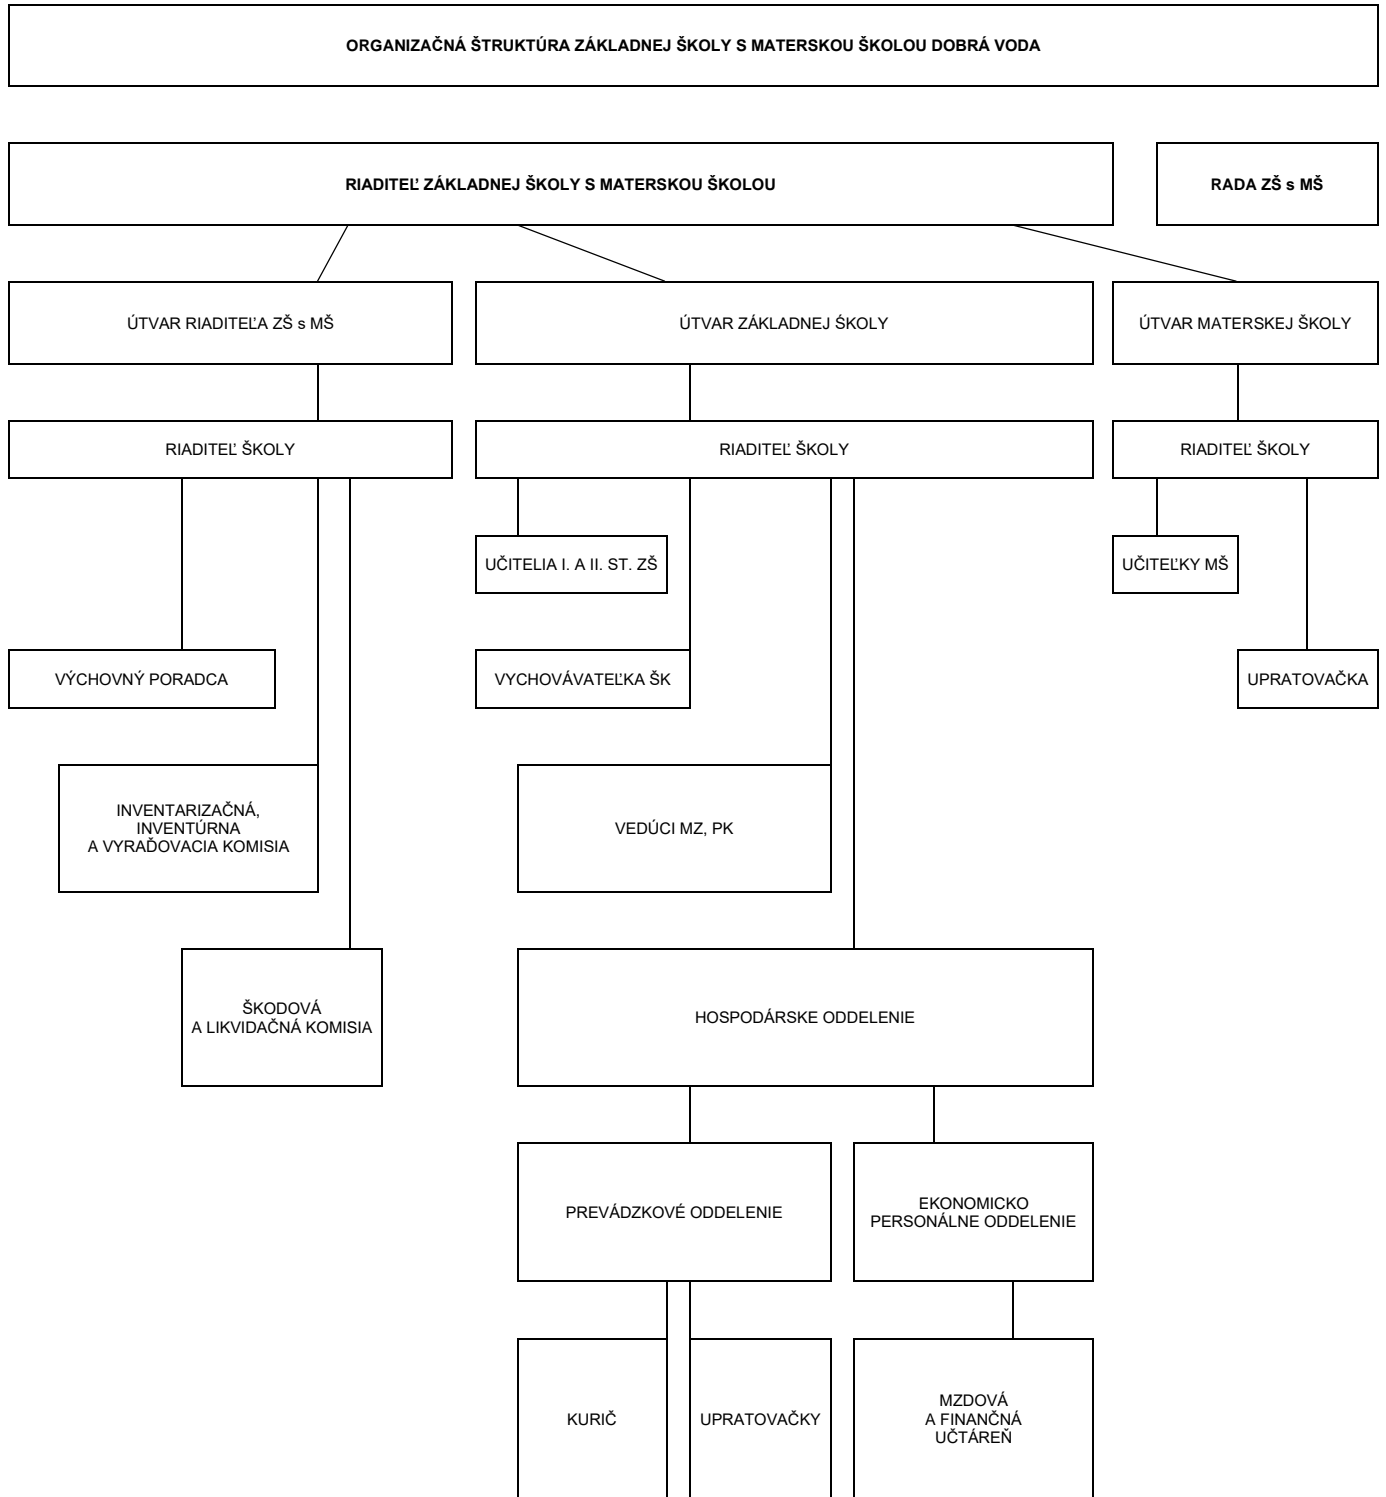 ORGANIZAČNÁ ŠTRUKTÚRA ZÁKLADNEJ ŠKOLY S MATERSKOU ŠKOLOU DOBRÁ VODA
RIADITEĽ ZÁKLADNEJ ŠKOLY S MATERSKOU ŠKOLOU
RADA ZŠ s MŠ
ÚTVAR RIADITEĽA ZŠ s MŠ
ÚTVAR ZÁKLADNEJ ŚKOLY
ÚTVAR MATERSKEJ ŠKOLY
RIADITEĽ ŠKOLY
RIADITEĽ ŠKOLY
RIADITEĽ ŠKOLY
UČITELIA I. A II. ST. ZŠ
UČITEĽKY MŠ
VÝCHOVNÝ PORADCA
VYCHOVÁVATEĽKA ŠK
UPRATOVAČKA
INVENTARIZAČNÁ,
INVENTÚRNA
A VYRAĎOVACIA KOMISIA
VEDÚCI MZ, PK
ŠKODOVÁ
A LIKVIDAČNÁ KOMISIA
HOSPODÁRSKE ODDELENIE
PREVÁDZKOVÉ ODDELENIE
EKONOMICKO
PERSONÁLNE ODDELENIE
KURIČ
UPRATOVAČKY
MZDOVÁ
A FINANČNÁ
UČTÁREŇ